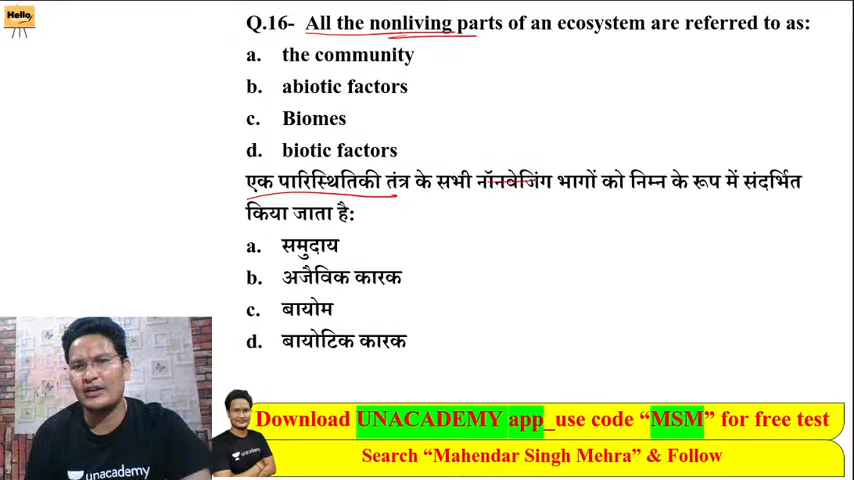 Hello
Q.16- All the nonliving parts of an ecosystem are referred to as:
a. the community
b. abiotic factors
c. Biomes
d. biotic factors
एक पारिस्थितिकी तंत्र के सभी नॉनबेजिंग भागों को निम्न के रूप में संदर्भित
किया जाता है:
a. समुदाय
b. अजैविक कारक
c. बायोम
d. बायोटिक कारक
Download UNACADEMY app_use code “MSM” for free test
Search “Mahendar Singh Mehra” & Follow
unacademy
unacademy